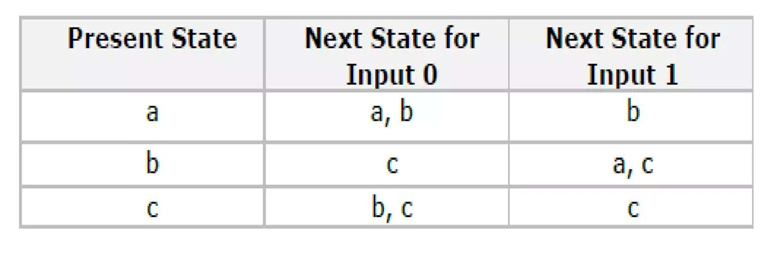 Present State Next State for Input 0 Next State for Input 1
a a, b b
b c a, c
c b, c c